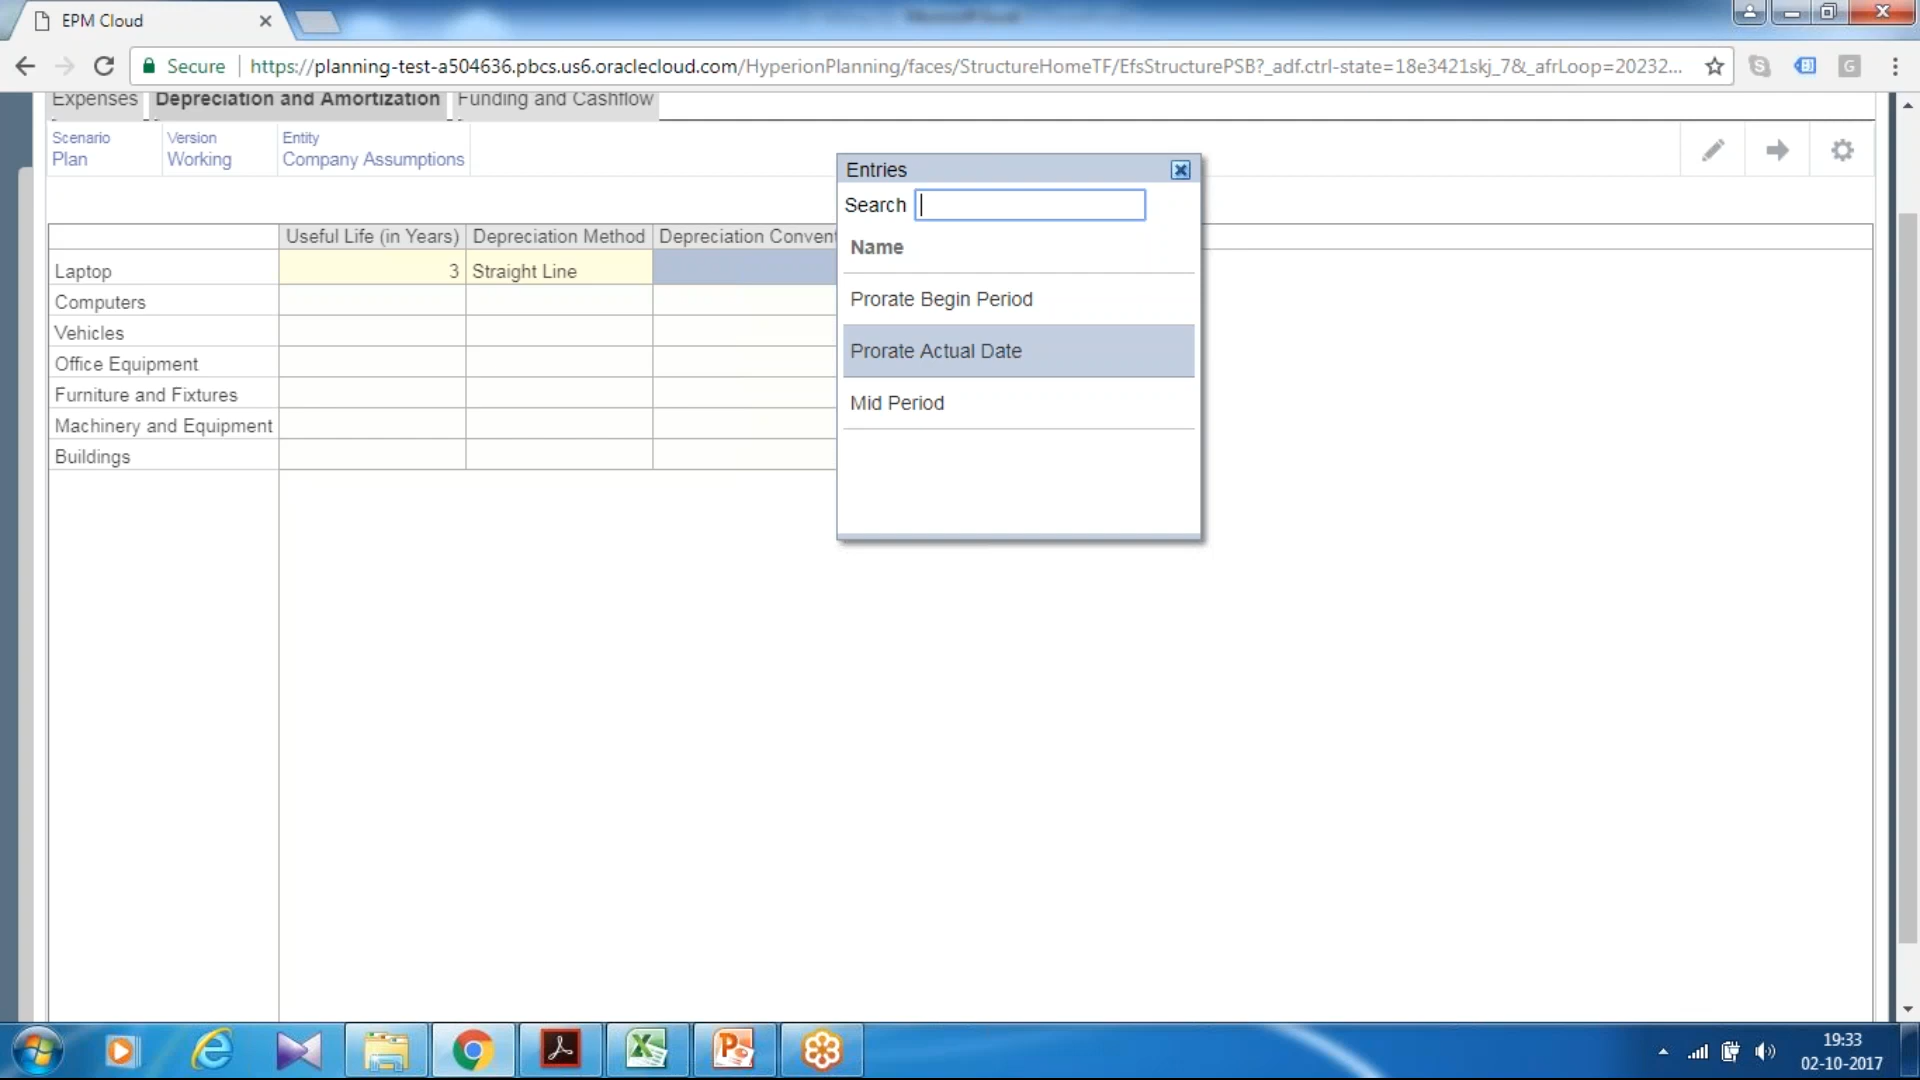 EPM Cloud
Secure https://planning-test-a504636.pbcs.us6.oraclecloud.com/HyperionPlanning/faces/StructureHomeTF/EfsStructurePSB?_adf.ctrl-state=18e3421skj_7&_afrLoop=20232...
Expenses Depreciation and Amortization Funding and Cashflow
Scenario Version Entity
Plan Working Company Assumptions
Entries
Search
Name
Prorate Begin Period
Prorate Actual Date
Mid Period
Useful Life (in Years) Depreciation Method Depreciation Convent
Laptop 3 Straight Line
Computers
Vehicles
Office Equipment
Furniture and Fixtures
Machinery and Equipment
Buildings
19:33
02-10-2017